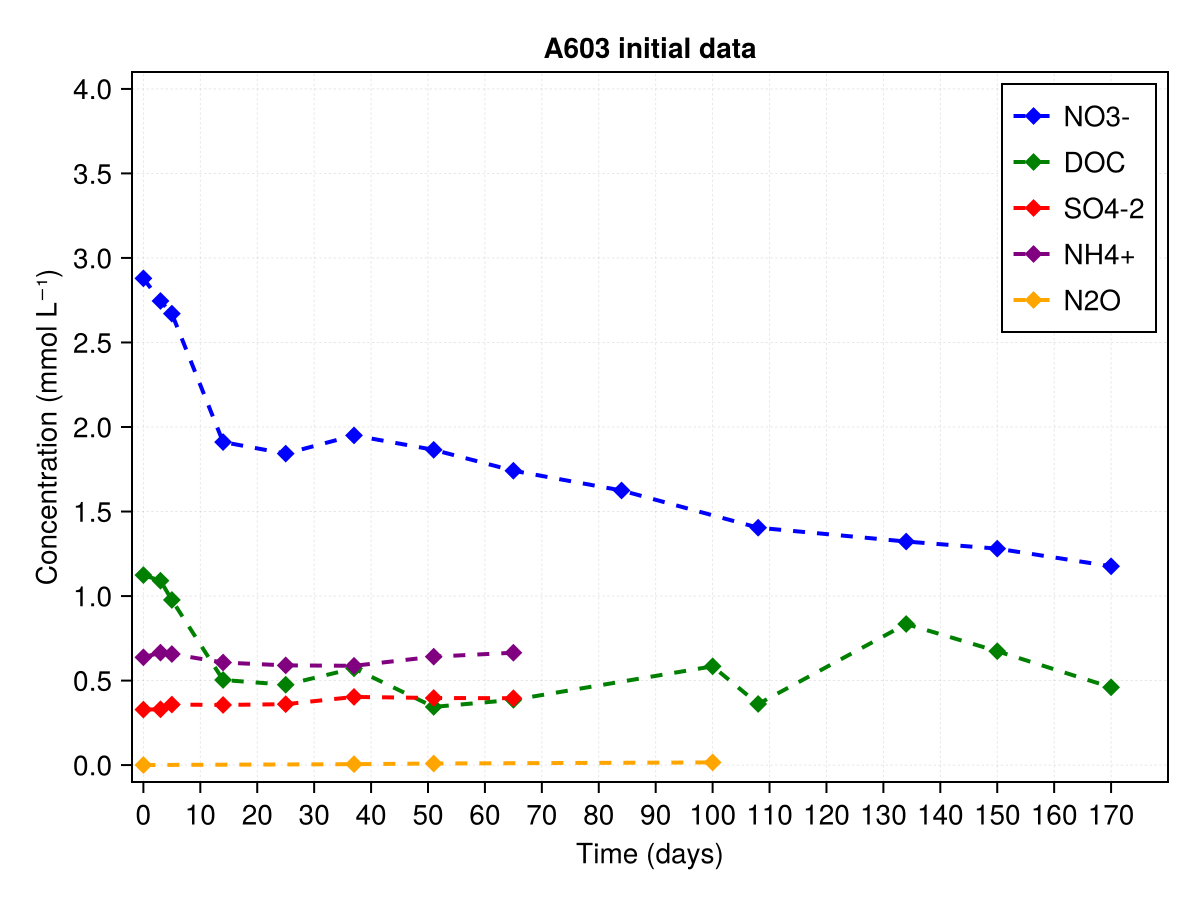 A603 initial data
4.0
3.5
3.0
2.5
2.0
1.5
1.0
0.5
0.0
Concentration (mmol L⁻¹)
NO3-
DOC
SO4-2
NH4+
N2O
0 10 20 30 40 50 60 70 80 90 100 110 120 130 140 150 160 170
Time (days)